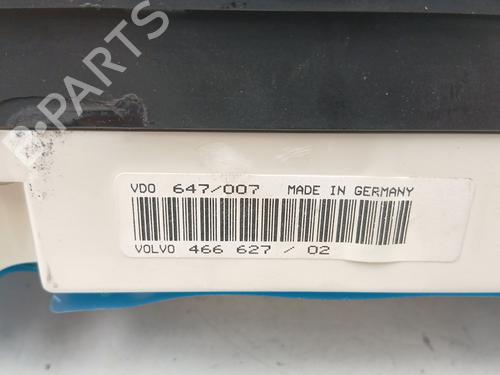 B-PARTS
VDO 647/007 MADE IN GERMANY
VOLVO 466 627 / 02